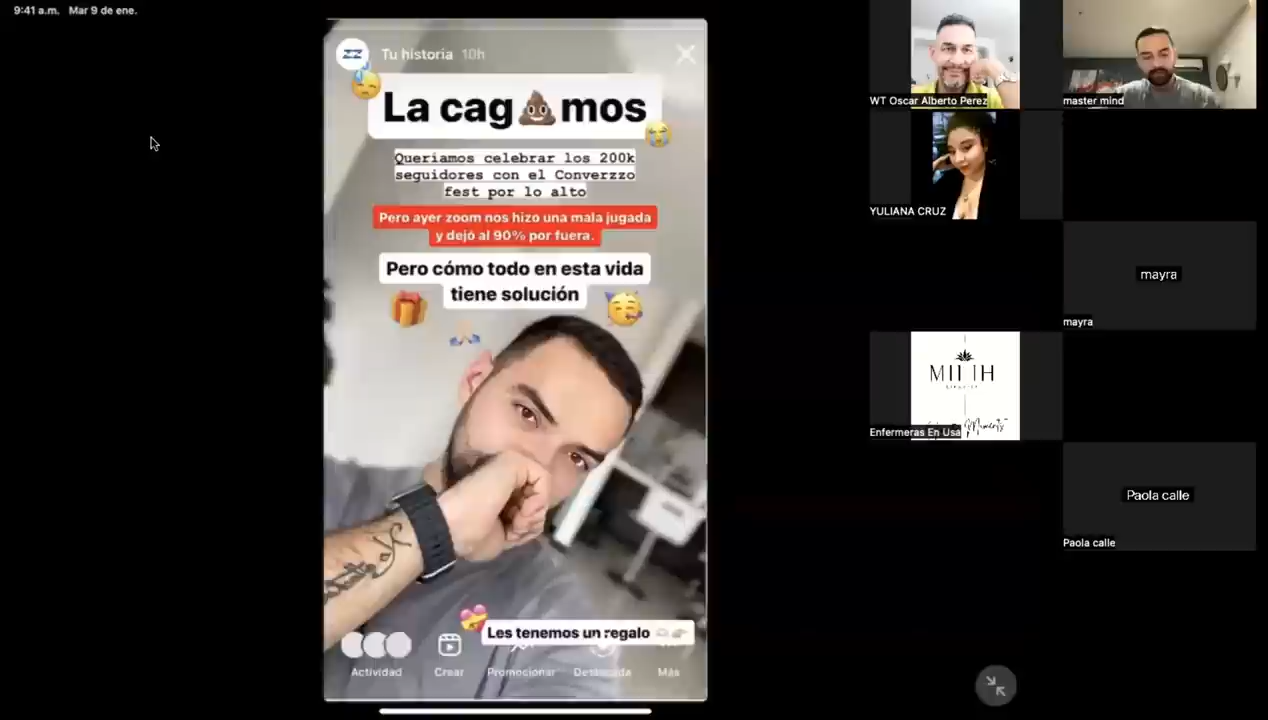 9:41 a.m. Mar 9 de ene.
Tu historia 10h
La cag💩mos
Queriamos celebrar los 200k
seguidores con el Converzzo
fest por lo alto
Pero ayer zoom nos hizo una mala jugada
y dejó al 90% por fuera.
Pero cómo todo en esta vida
tiene solución
Les tenemos un regalo
Actividad
Crear
Promocionar
Destacada
Más
WT Oscar Alberto Perez
master mind
YULIANA CRUZ
mayra
mayra
Enfermeras En Usa
Paola calle
Paola calle